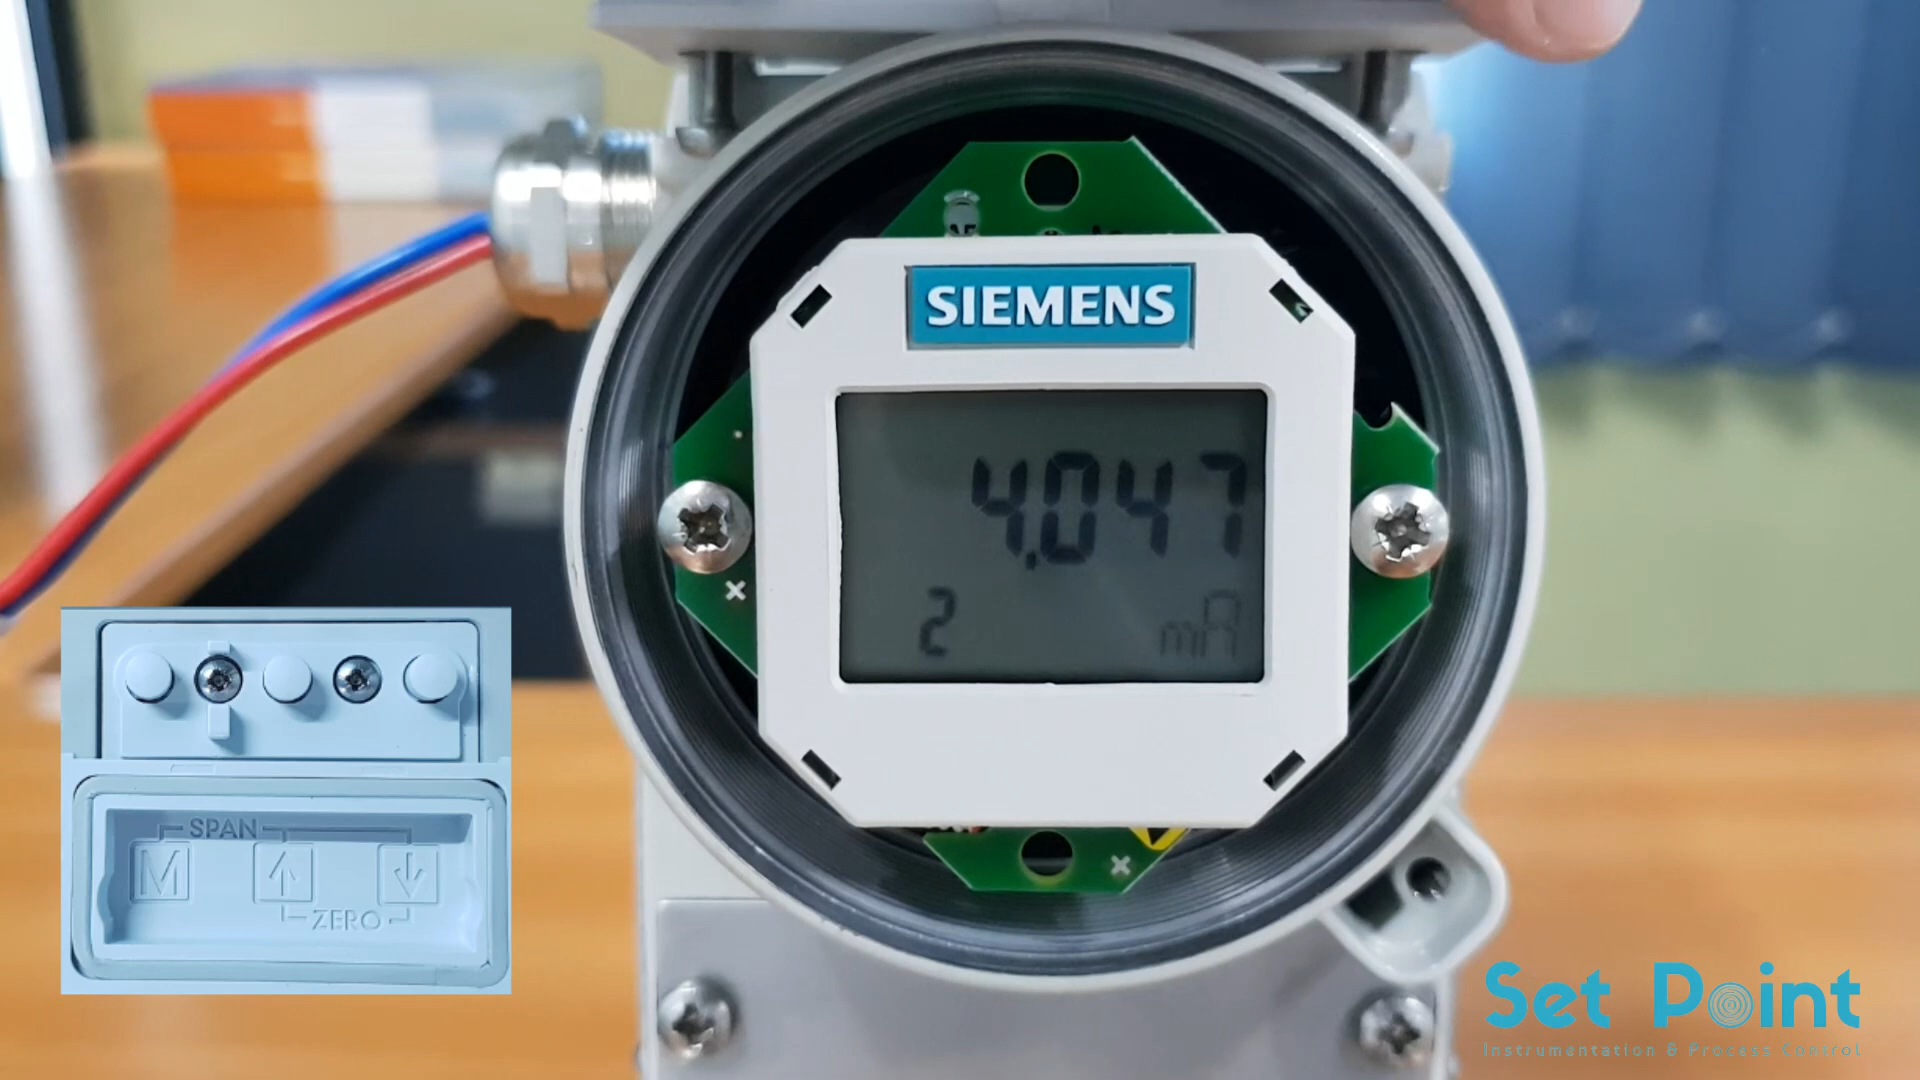 SIEMENS
4.047
2 mA
SPAN
M
ZERO
Set Point
Instrumentation & Process Control